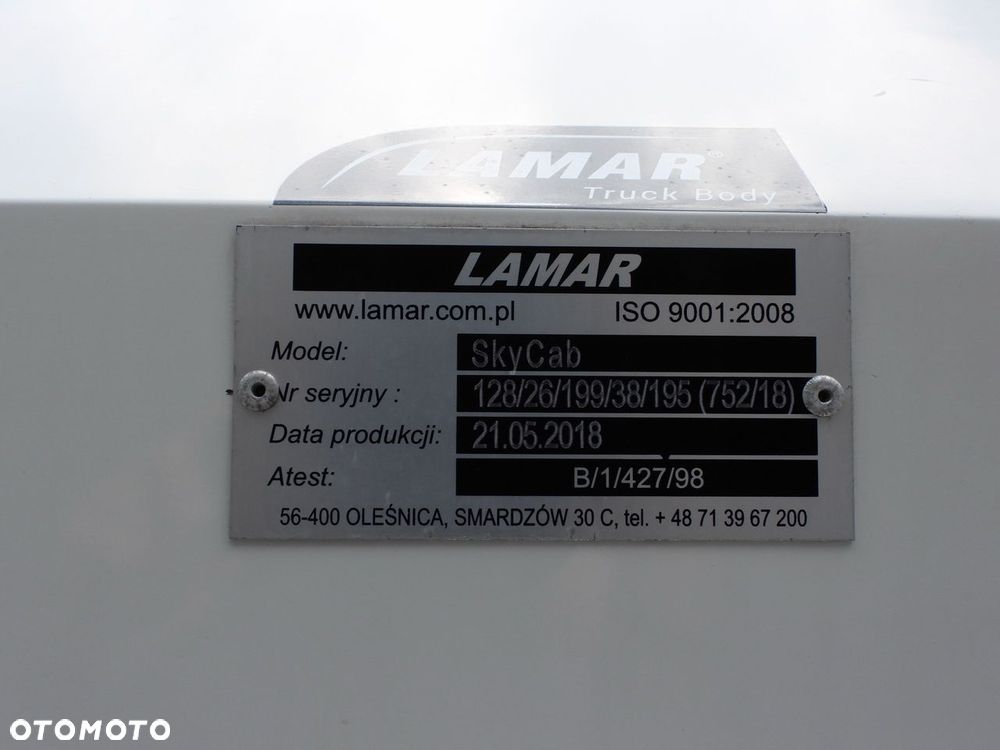 LAMAR®
Truck Body
LAMAR
www.lamar.com.pl ISO 9001:2008
Model: SkyCab
Nr seryjny : 128/26/199/38/195 (752/18)
Data produkcji: 21.05.2018
Atest: B/1/427/98
56-400 OLEŚNICA, SMARDZÓW 30 C, tel. + 48 71 39 67 200
OTOMOTO